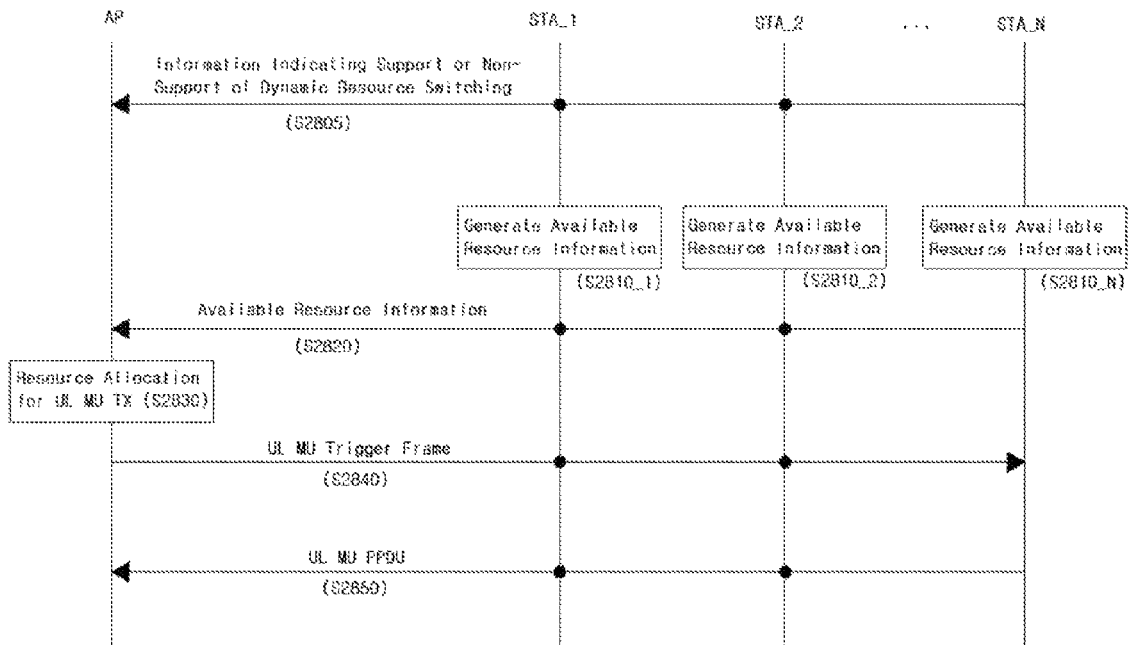 AP
STA_1
STA_2
...
STA_N
Information Indicating Support or Non-
Support of Dynamic Resource Switching
(S2805)
Generate Available
Resource Information
(S2810_1)
Generate Available
Resource Information
(S2810_2)
Generate Available
Resource Information
(S2810_N)
Available Resource Information
(S2820)
Resource Allocation
for UL MU TX (S2830)
UL MU Trigger Frame
(S2840)
UL MU PPDU
(S2850)